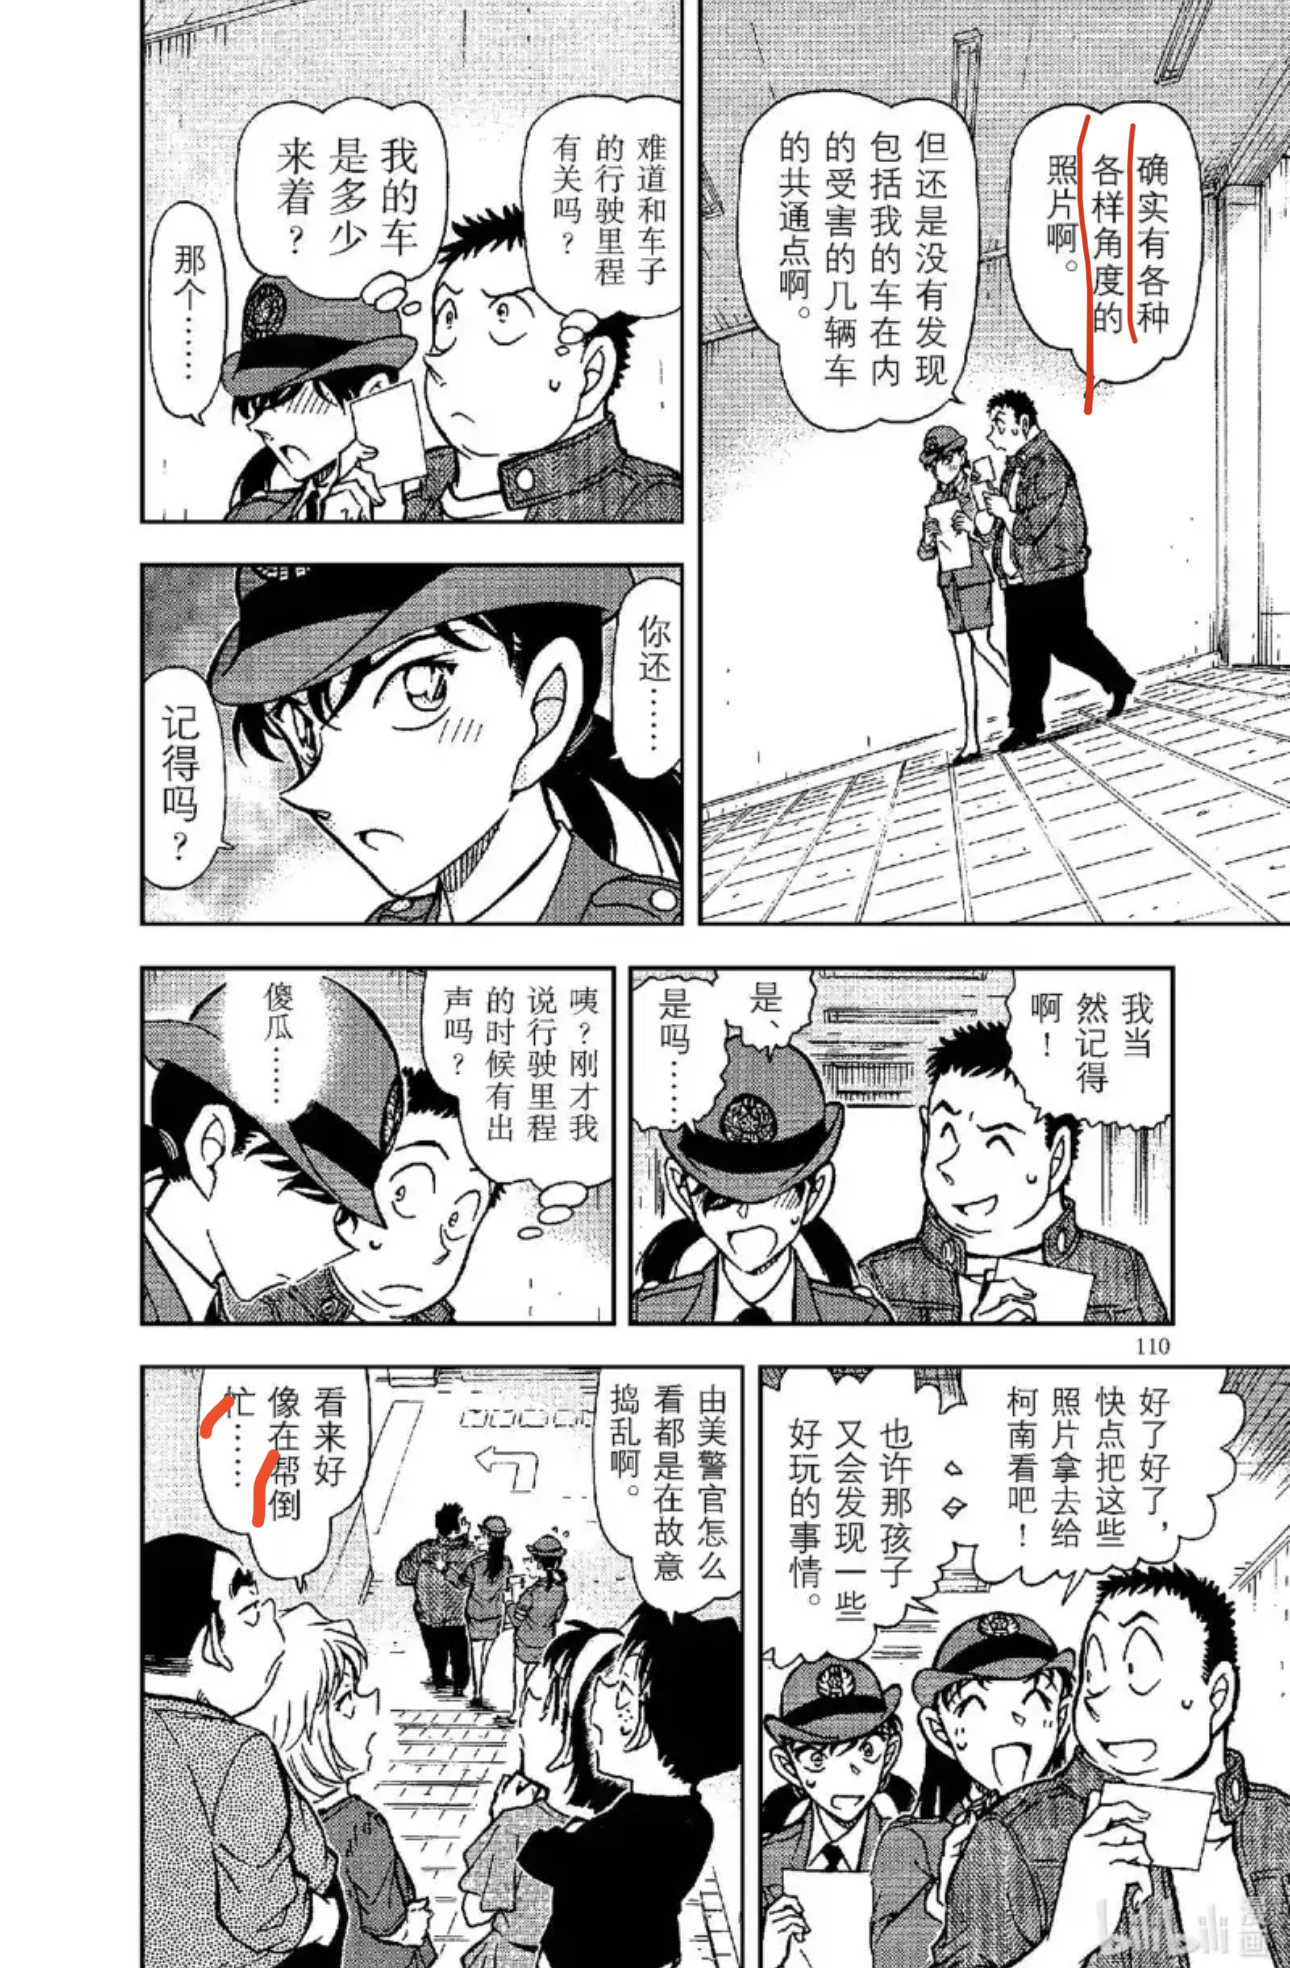 确实有各种
各样角度的
照片啊。
但还是没有发现
包括我的车在内
的受害的几辆车
的共通点啊。
难道和车子
的行驶里程
有关吗？
我的车
是多少
来着？
那个………
你还……
记得吗？
我当
然记得
啊！
是、
是吗……
咦？刚才我
说行驶里程
的时候有出
声吗？
傻瓜……
110
好了好了，
快点把这些
照片拿去给
柯南看吧！
也许那孩子
又会发现一些
好玩的事情。
由美警官怎么
看都是在故意
捣乱啊。
看来好
像在帮倒
忙……
bilibili
漫画